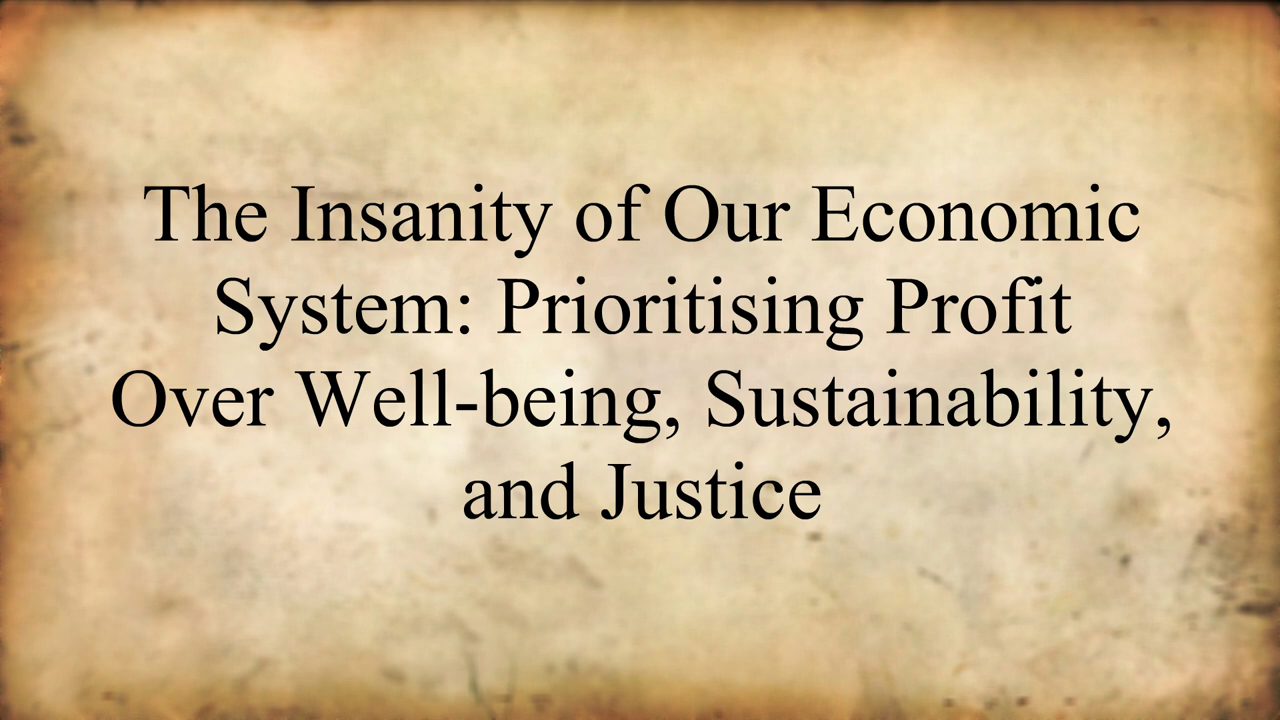 The Insanity of Our Economic
System: Prioritising Profit
Over Well-being, Sustainability,
and Justice